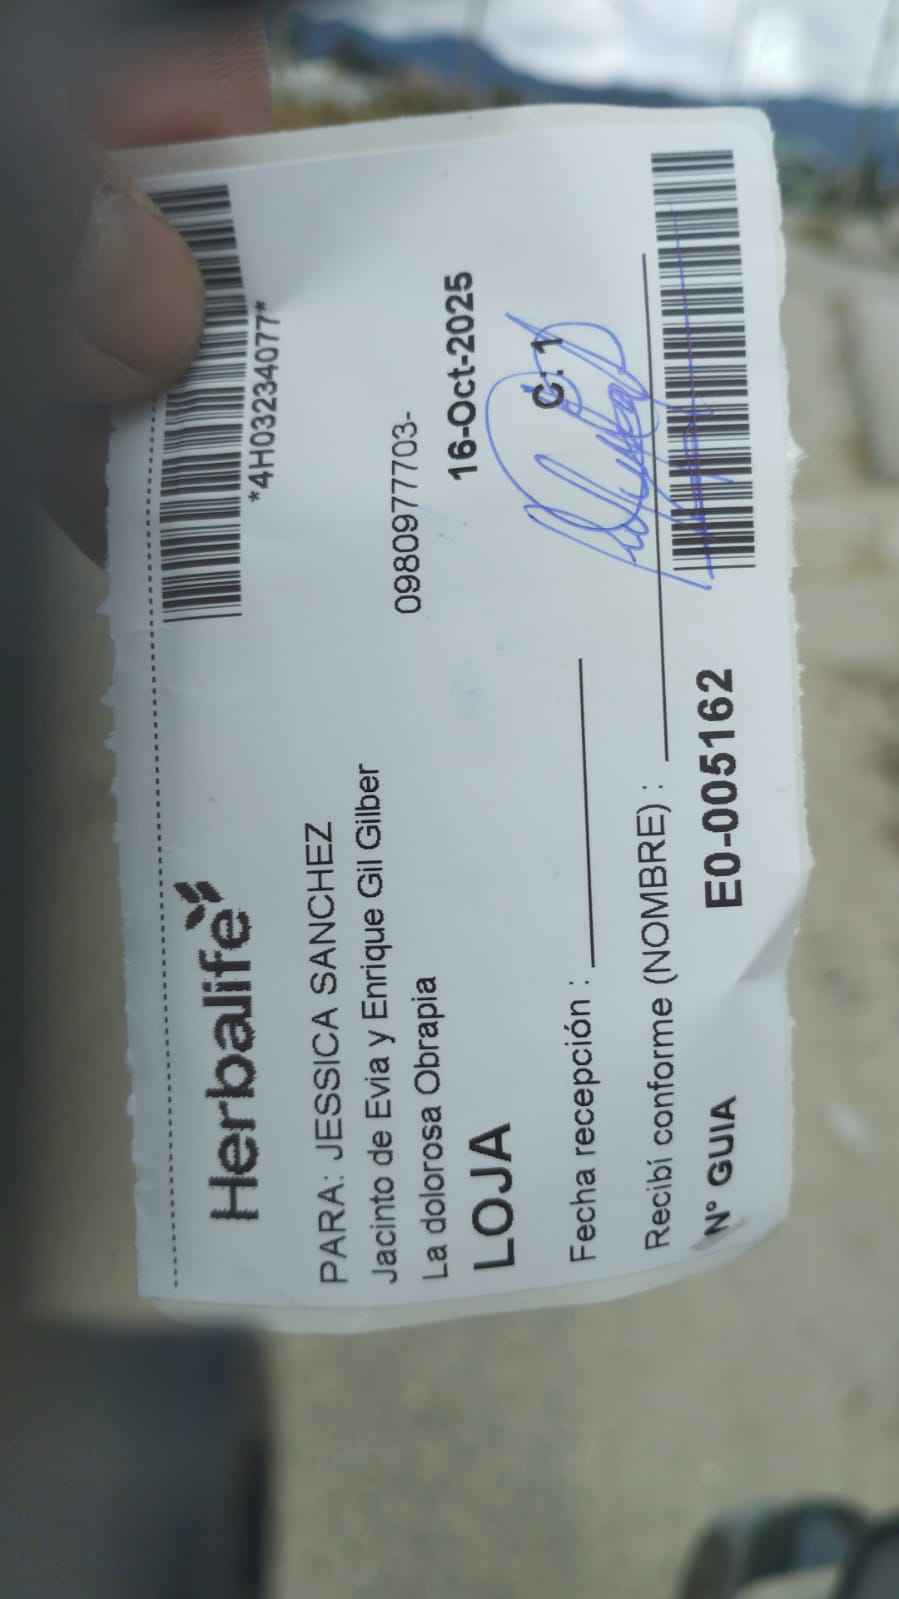 Herbalife
*4H03234077*
PARA: JESSICA SANCHEZ
Jacinto de Evia y Enrique Gil Gilber
La dolorosa Obrapia
0980977703-
LOJA
16-Oct-2025
Fecha recepción :
C: 1
Recibí conforme (NOMBRE) :
N° GUIA E0-005162